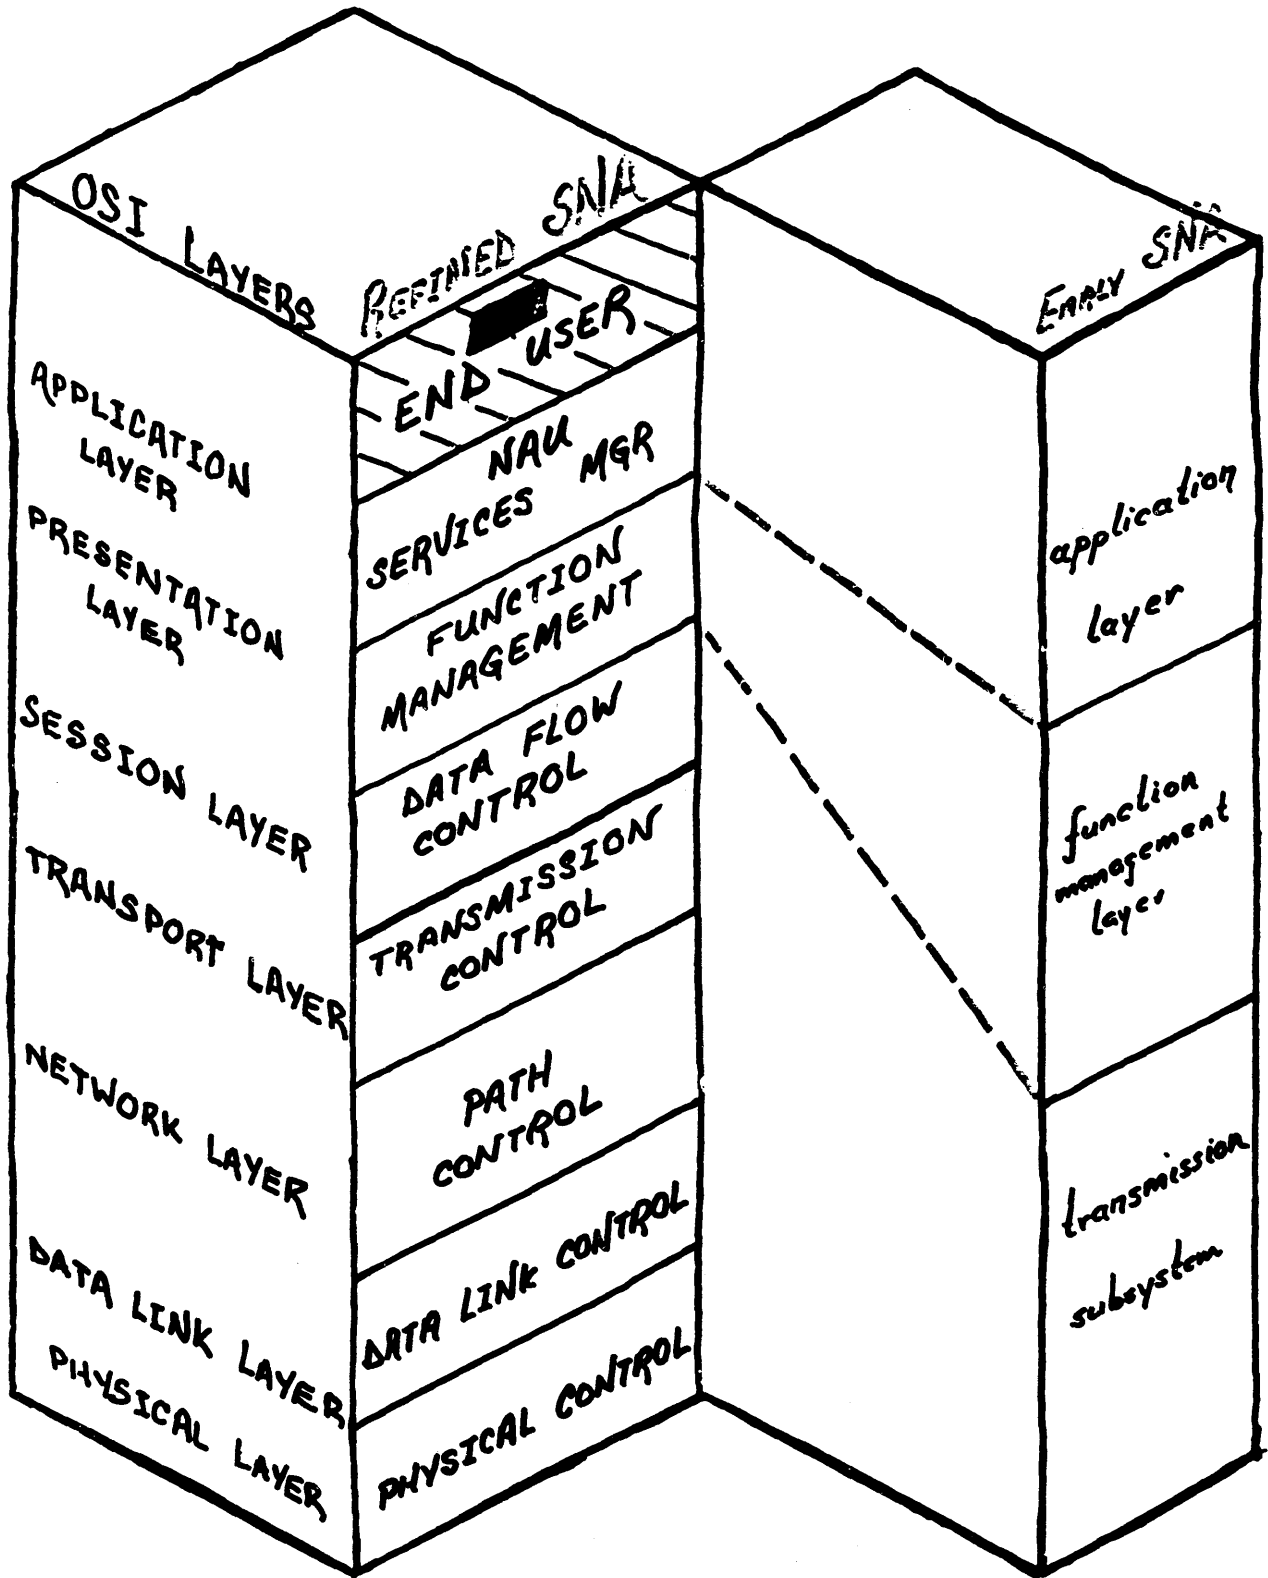 OSI LAYERS
APPLICATION
LAYER
PRESENTATION
LAYER
SESSION LAYER
TRANSPORT LAYER
NETWORK LAYER
DATA LINK LAYER
PHYSICAL LAYER
REFINED SNA
END USER
NAU
SERVICES MGR
FUNCTION
MANAGEMENT
DATA FLOW
CONTROL
TRANSMISSION
CONTROL
PATH
CONTROL
DATA LINK CONTROL
PHYSICAL CONTROL
EARLY SNA
application
layer
function
management
layer
transmission
subsystem